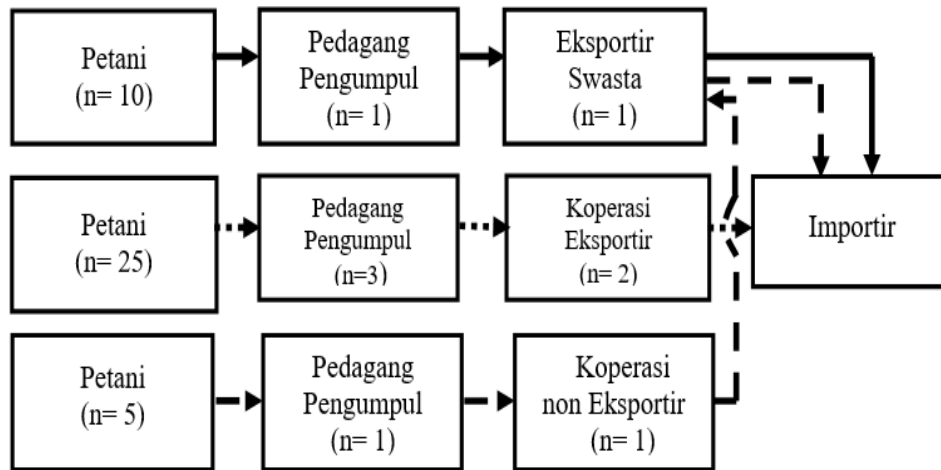 Petani
(n= 10)
Pedagang
Pengumpul
(n= 1)
Eksportir
Swasta
(n= 1)
Petani
(n= 25)
Pedagang
Pengumpul
(n=3)
Koperasi
Eksportir
(n= 2)
Importir
Petani
(n= 5)
Pedagang
Pengumpul
(n= 1)
Koperasi
non Eksportir
(n= 1)